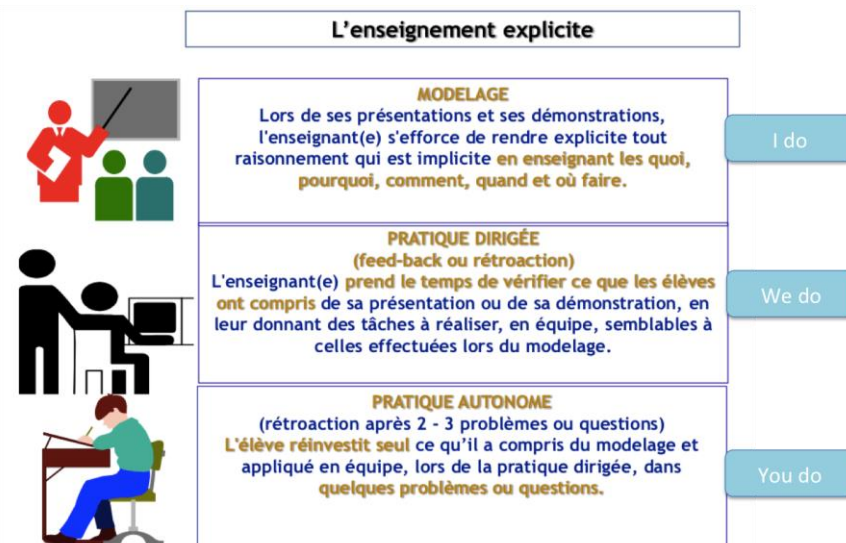 L'enseignement explicite
MODELAGE
Lors de ses présentations et ses démonstrations,
l'enseignant(e) s'efforce de rendre explicite tout
raisonnement qui est implicite en enseignant les quoi,
pourquoi, comment, quand et où faire.
I do
PRATIQUE DIRIGÉE
(feed-back ou rétroaction)
L'enseignant(e) prend le temps de vérifier ce que les élèves
ont compris de sa présentation ou de sa démonstration, en
leur donnant des tâches à réaliser, en équipe, semblables à
celles effectuées lors du modelage.
We do
PRATIQUE AUTONOME
(rétroaction après 2 - 3 problèmes ou questions)
L'élève réinvestit seul ce qu'il a compris du modelage et
appliqué en équipe, lors de la pratique dirigée, dans
quelques problèmes ou questions.
You do